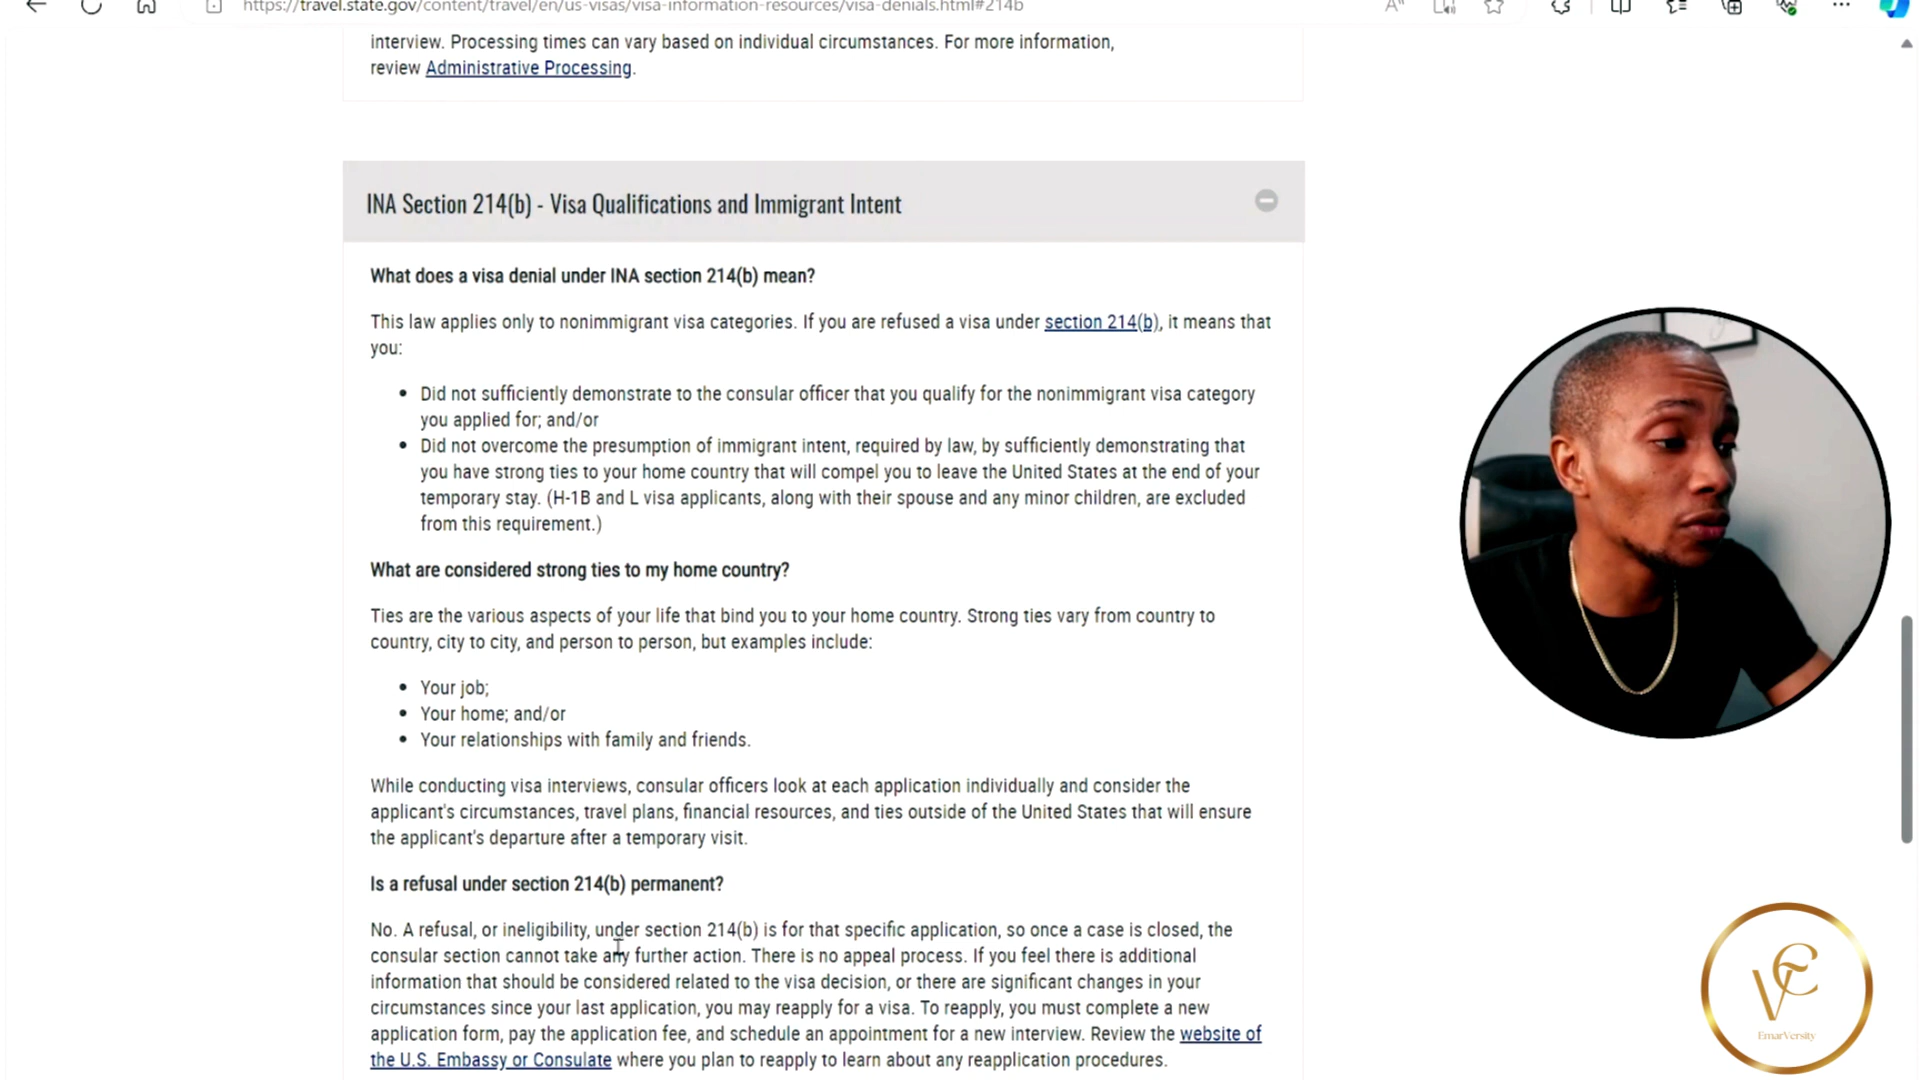 https://travel.state.gov/content/travel/en/us-visas/visa-information-resources/visa-denials.html#214b
interview. Processing times can vary based on individual circumstances. For more information,
review Administrative Processing.
INA Section 214(b) - Visa Qualifications and Immigrant Intent
What does a visa denial under INA section 214(b) mean?
This law applies only to nonimmigrant visa categories. If you are refused a visa under section 214(b), it means that
you:
• Did not sufficiently demonstrate to the consular officer that you qualify for the nonimmigrant visa category
you applied for; and/or
• Did not overcome the presumption of immigrant intent, required by law, by sufficiently demonstrating that
you have strong ties to your home country that will compel you to leave the United States at the end of your
temporary stay. (H-1B and L visa applicants, along with their spouse and any minor children, are excluded
from this requirement.)
What are considered strong ties to my home country?
Ties are the various aspects of your life that bind you to your home country. Strong ties vary from country to
country, city to city, and person to person, but examples include:
• Your job;
• Your home; and/or
• Your relationships with family and friends.
While conducting visa interviews, consular officers look at each application individually and consider the
applicant's circumstances, travel plans, financial resources, and ties outside of the United States that will ensure
the applicant's departure after a temporary visit.
Is a refusal under section 214(b) permanent?
No. A refusal, or ineligibility, under section 214(b) is for that specific application, so once a case is closed, the
consular section cannot take any further action. There is no appeal process. If you feel there is additional
information that should be considered related to the visa decision, or there are significant changes in your
circumstances since your last application, you may reapply for a visa. To reapply, you must complete a new
application form, pay the application fee, and schedule an appointment for a new interview. Review the website of
the U.S. Embassy or Consulate where you plan to reapply to learn about any reapplication procedures.
EmarVersity